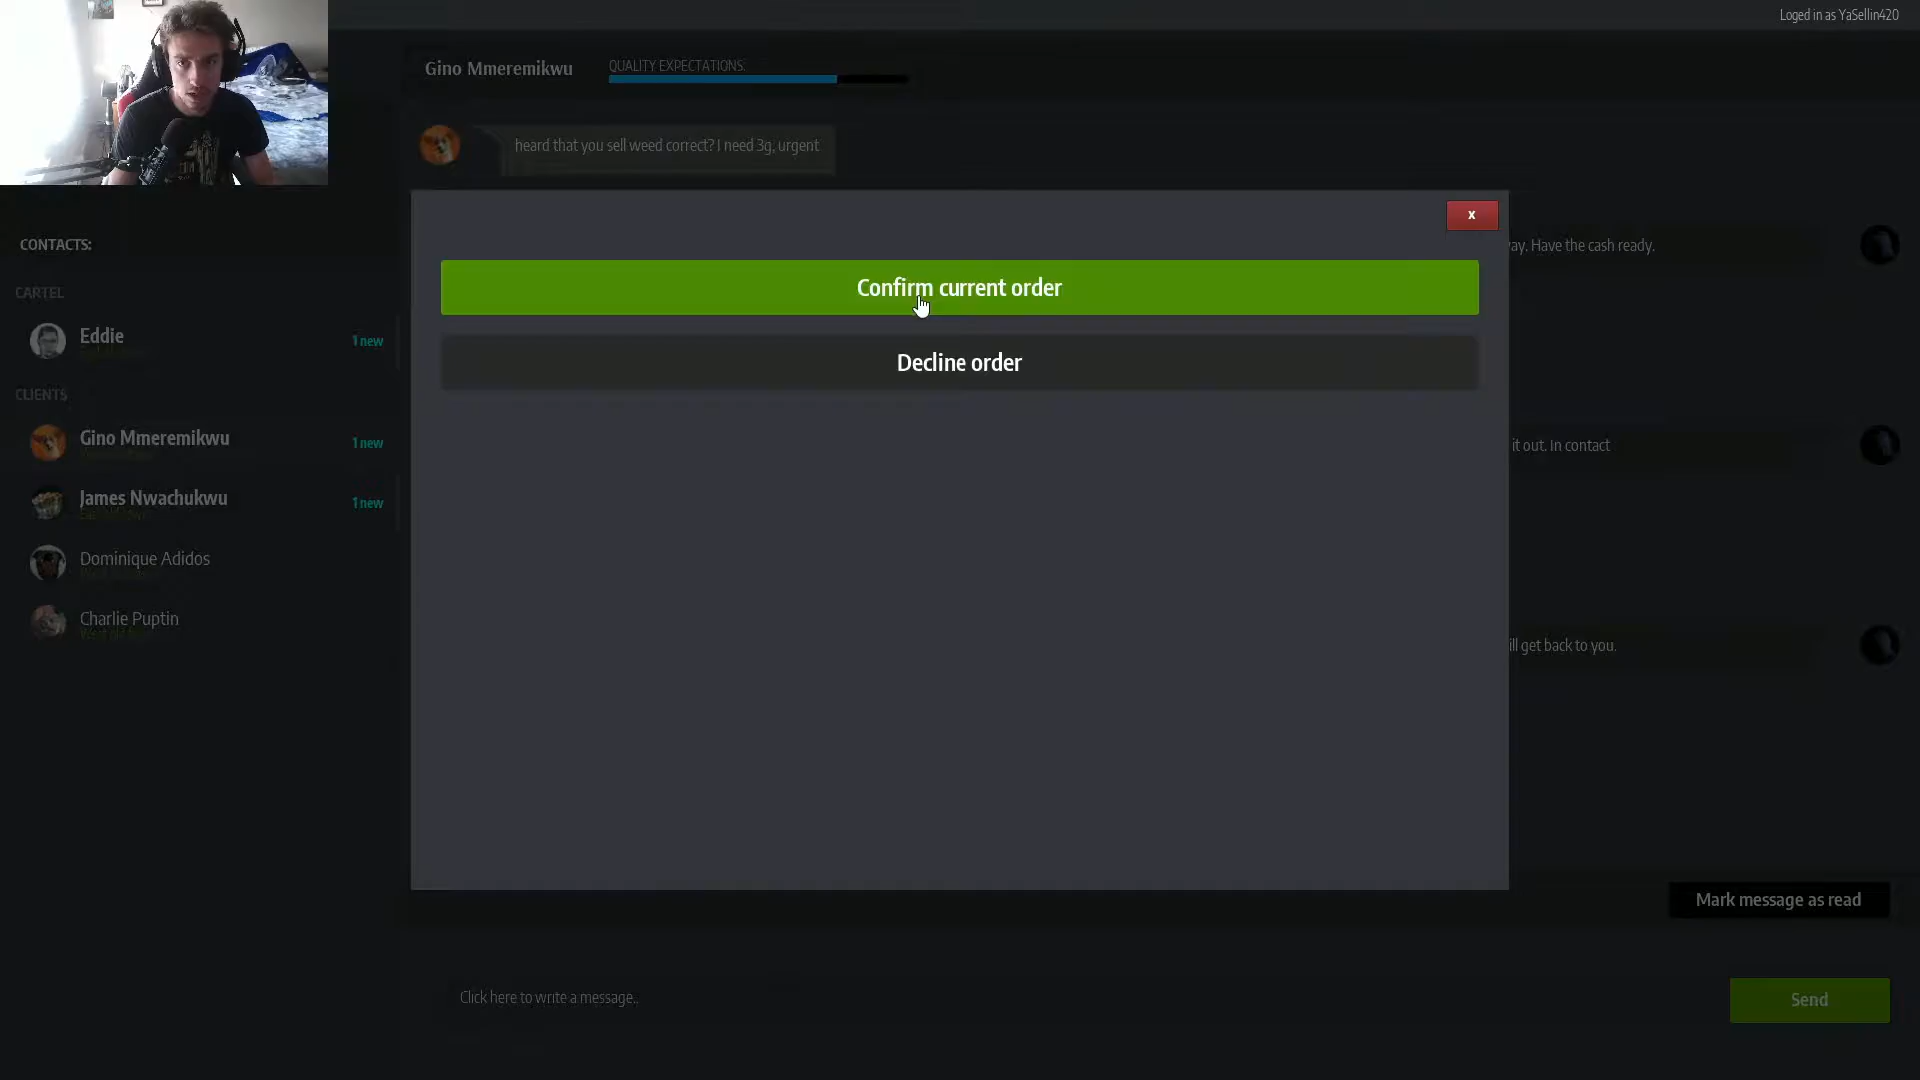 Loged in as YaSellin420
Gino Mmeremikwu
QUALITY EXPECTATIONS:
heard that you sell weed correct? I need 3g, urgent
x
Confirm current order
Decline order
ay. Have the cash ready.
it out. In contact
ill get back to you.
CONTACTS:
CARTEL
Eddie
1 new
CLIENTS
Gino Mmeremikwu
1 new
James Nwachukwu
1 new
Dominique Adidos
Charlie Puptin
Mark message as read
Click here to write a message..
Send